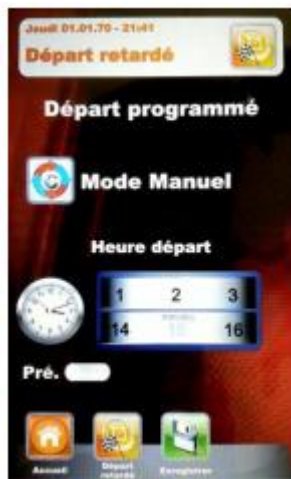 Jeudi 01.01.70 - 21:41
Départ retardé
Départ programmé
Mode Manuel
Heure départ
1 2 3
14 16
Pré.
Accueil Départ retardé Enregistrer